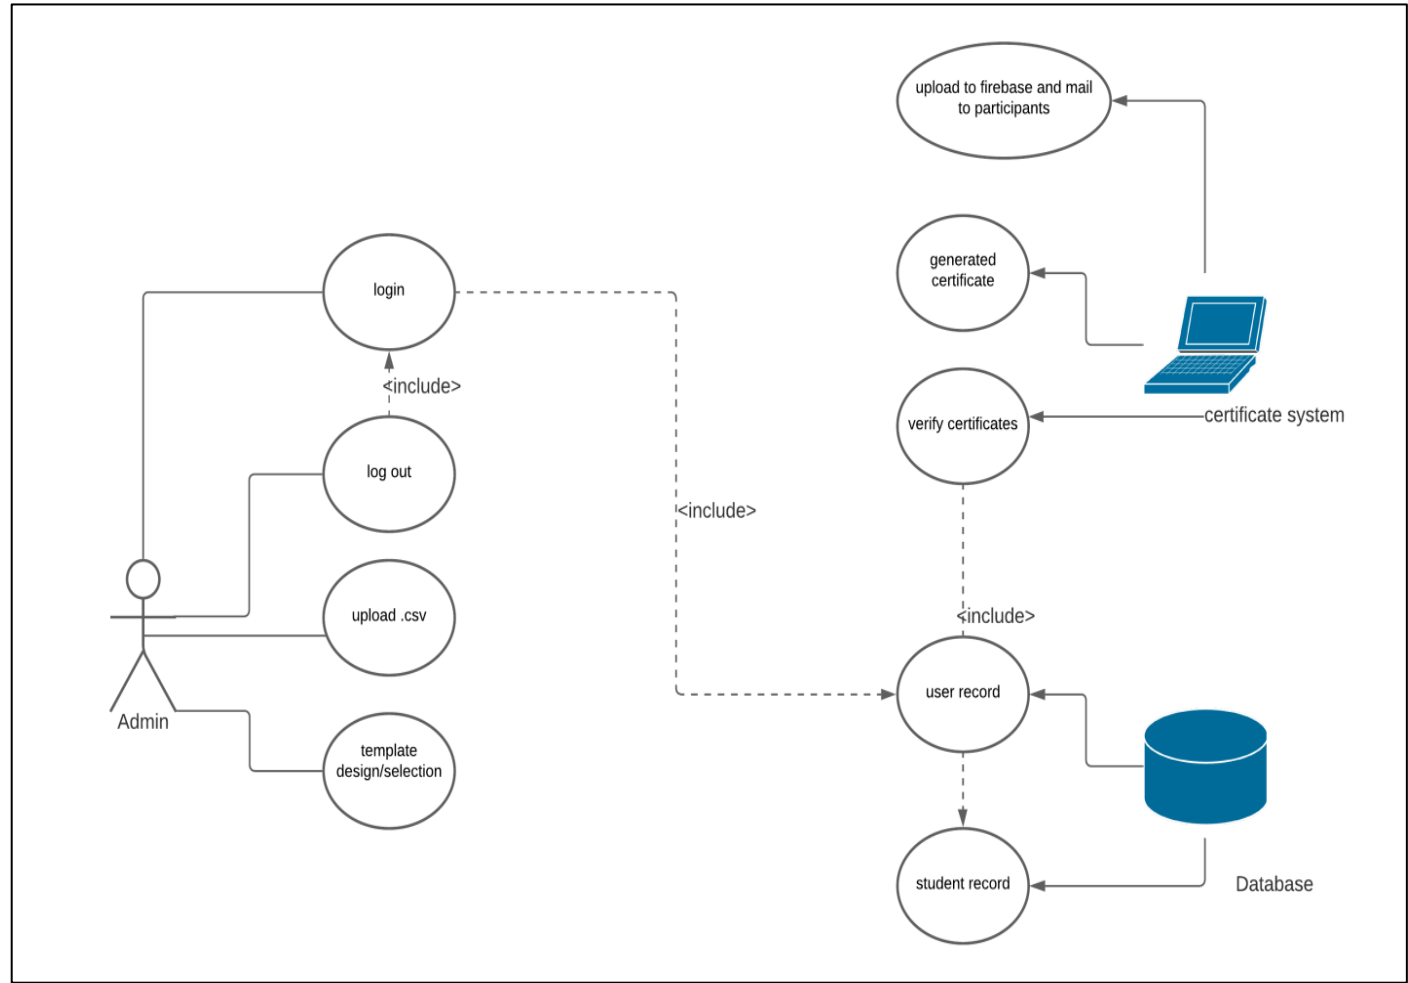 upload to firebase and mail
to participants
generated
certificate
login
<include>
verify certificates
certificate system
log out
<include>
upload .csv
<include>
user record
Admin
template
design/selection
student record
Database